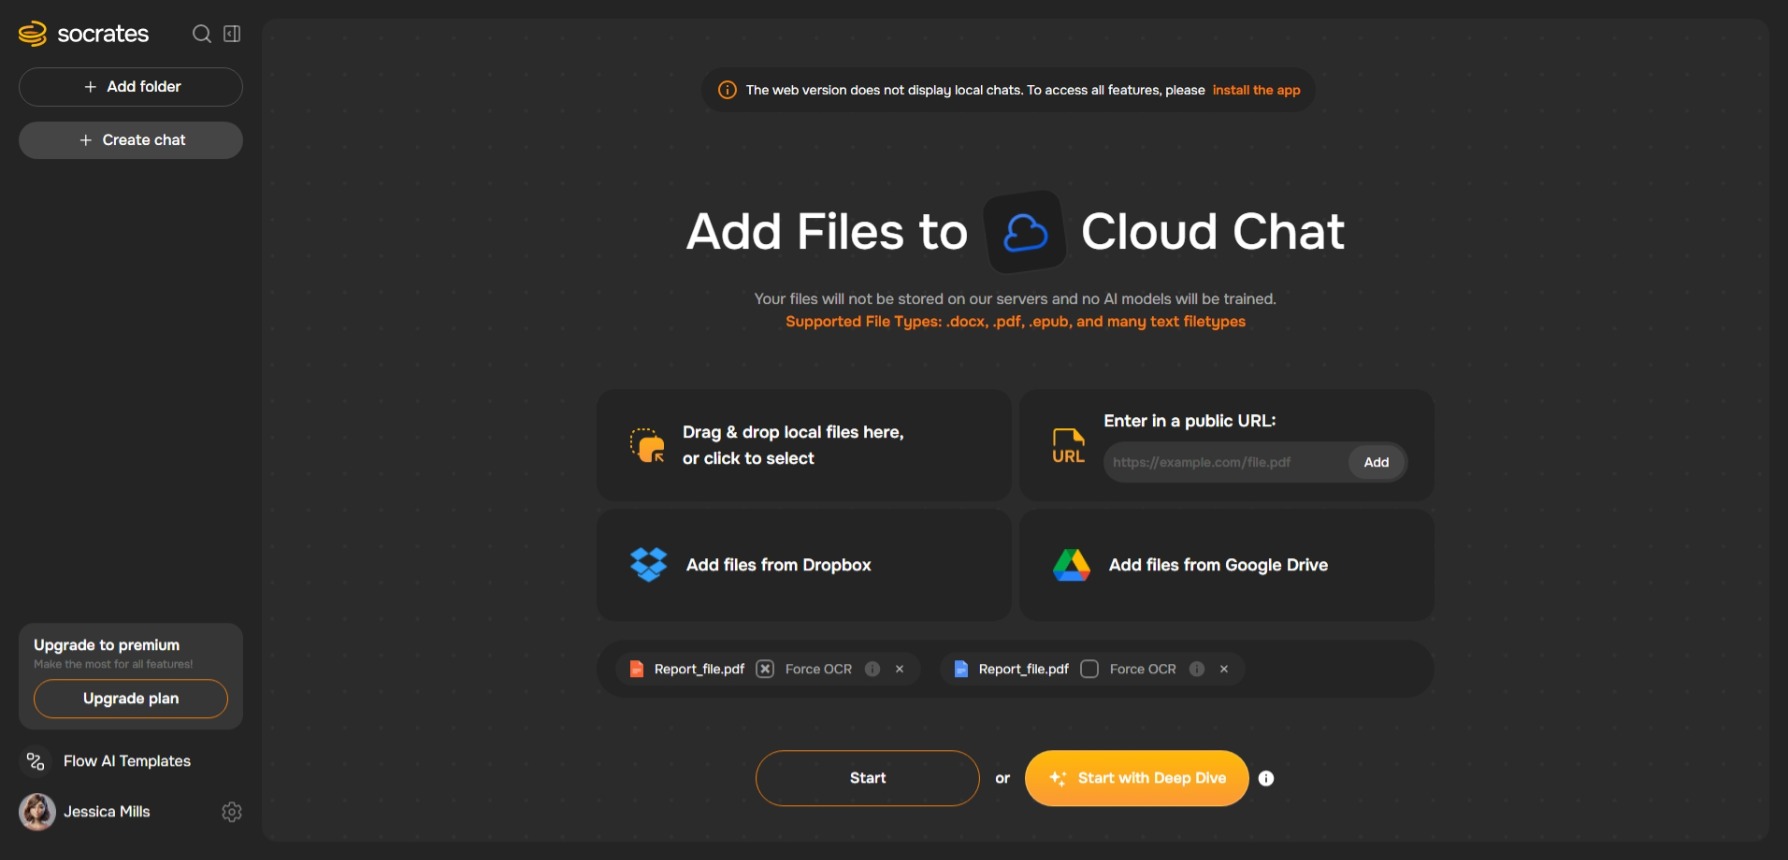 socrates
+ Add folder
+ Create chat
The web version does not display local chats. To access all features, please install the app
Add Files to Cloud Chat
Your files will not be stored on our servers and no AI models will be trained.
Supported File Types: .docx, .pdf, .epub, and many text filetypes
Drag & drop local files here,
or click to select
URL
Enter in a public URL:
https://example.com/file.pdf
Add
Add files from Dropbox
Add files from Google Drive
Report_file.pdf Force OCR
Report_file.pdf Force OCR
Start
or
Start with Deep Dive
Upgrade to premium
Make the most for all features!
Upgrade plan
Flow AI Templates
Jessica Mills